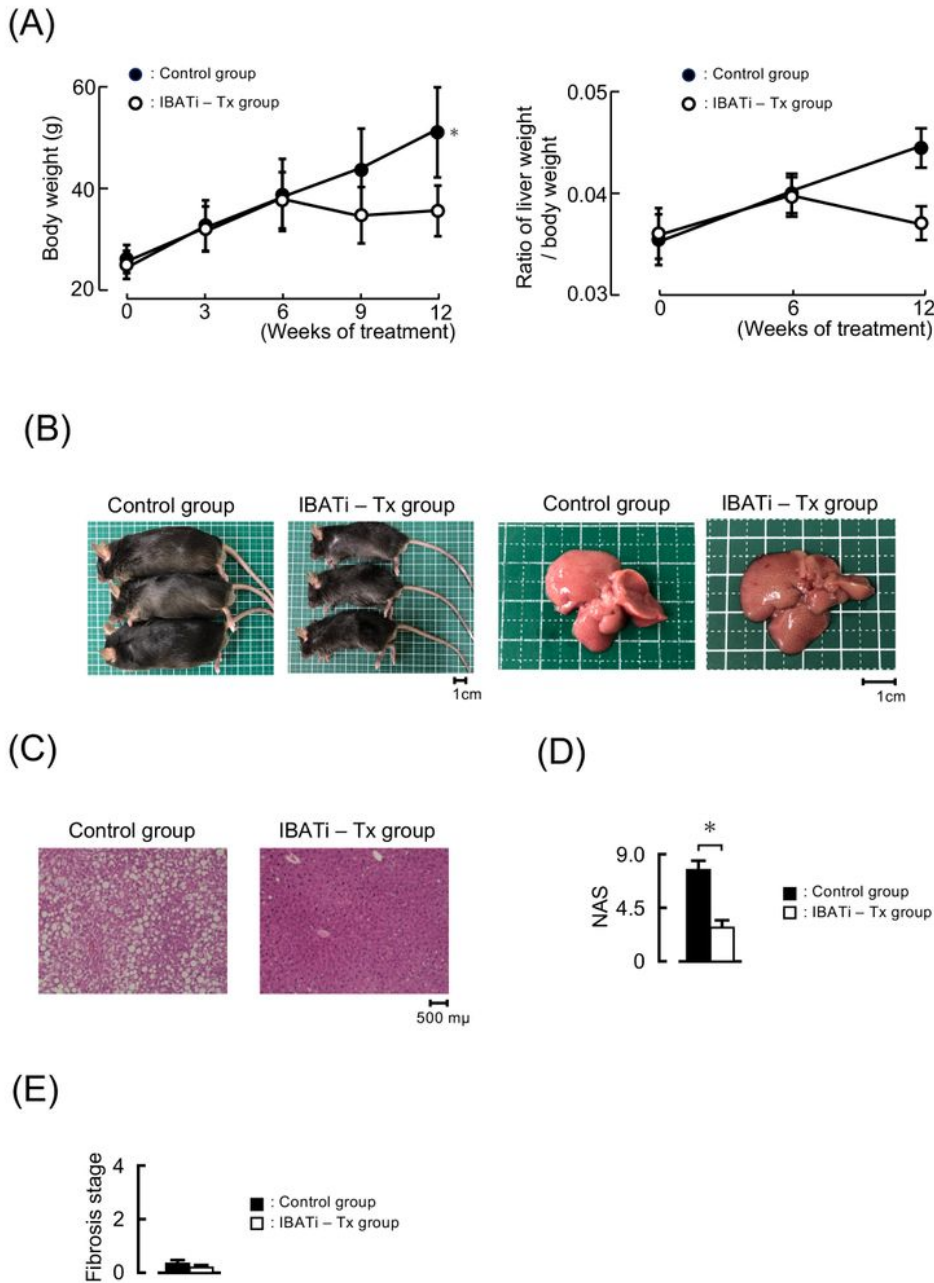 (A)
● : Control group
○ : IBATi – Tx group
60
40
20
Body weight (g)
*
0 3 6 9 12
(Weeks of treatment)
● : Control group
○ : IBATi – Tx group
0.05
0.04
0.03
Ratio of liver weight
/ body weight
0 6 12
(Weeks of treatment)
(B)
Control group
IBATi – Tx group
Control group
IBATi – Tx group
1cm
1cm
(C)
Control group
IBATi – Tx group
500 mμ
(D)
*
9.0
4.5
0
NAS
: Control group
: IBATi – Tx group
(E)
4
2
0
Fibrosis stage
: Control group
: IBATi – Tx group